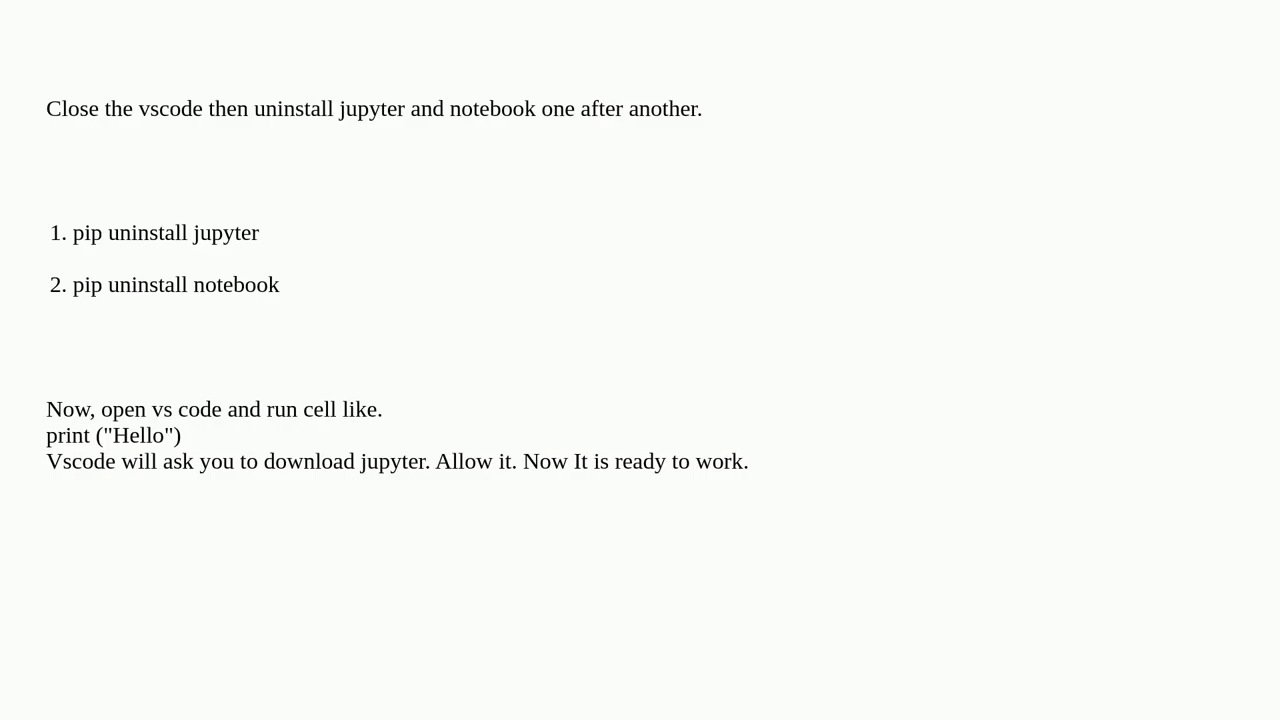 Close the vscode then uninstall jupyter and notebook one after another.
1. pip uninstall jupyter
2. pip uninstall notebook
Now, open vs code and run cell like.
print ("Hello")
Vscode will ask you to download jupyter. Allow it. Now It is ready to work.